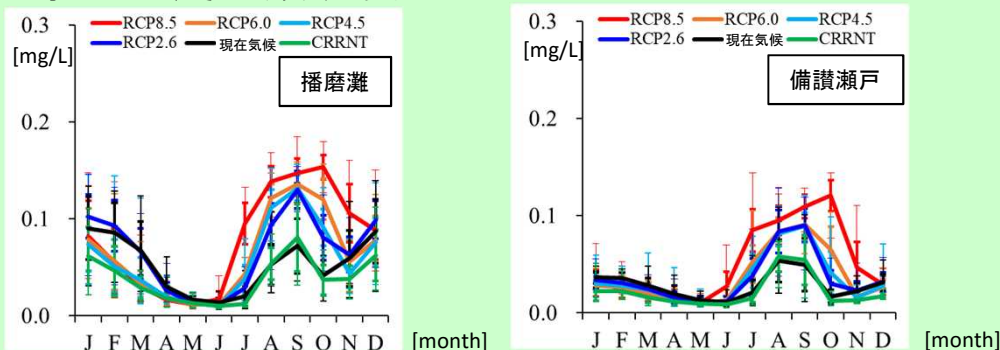 RCP8.5 RCP6.0 RCP4.5
RCP2.6 現在気候 CRRNT
0.3
[mg/L]
播磨灘
0.2
0.1
0.0
J F M A M J J A S O N D
[month]
RCP8.5 RCP6.0 RCP4.5
RCP2.6 現在気候 CRRNT
0.3
[mg/L]
備讃瀬戸
0.2
0.1
0.0
J F M A M J J A S O N D
[month]